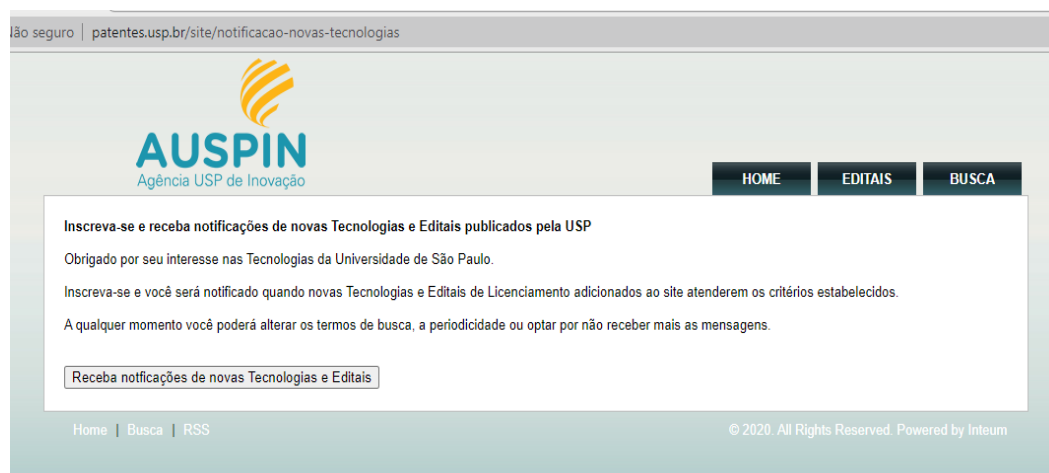 Não seguro | patentes.usp.br/site/notificacao-novas-tecnologias
AUSPIN
Agência USP de Inovação
HOME EDITAIS BUSCA
Inscreva-se e receba notificações de novas Tecnologias e Editais publicados pela USP
Obrigado por seu interesse nas Tecnologias da Universidade de São Paulo.
Inscreva-se e você será notificado quando novas Tecnologias e Editais de Licenciamento adicionados ao site atenderem os critérios estabelecidos.
A qualquer momento você poderá alterar os termos de busca, a periodicidade ou optar por não receber mais as mensagens.
Receba notficações de novas Tecnologias e Editais
Home | Busca | RSS © 2020. All Rights Reserved. Powered by Inteum